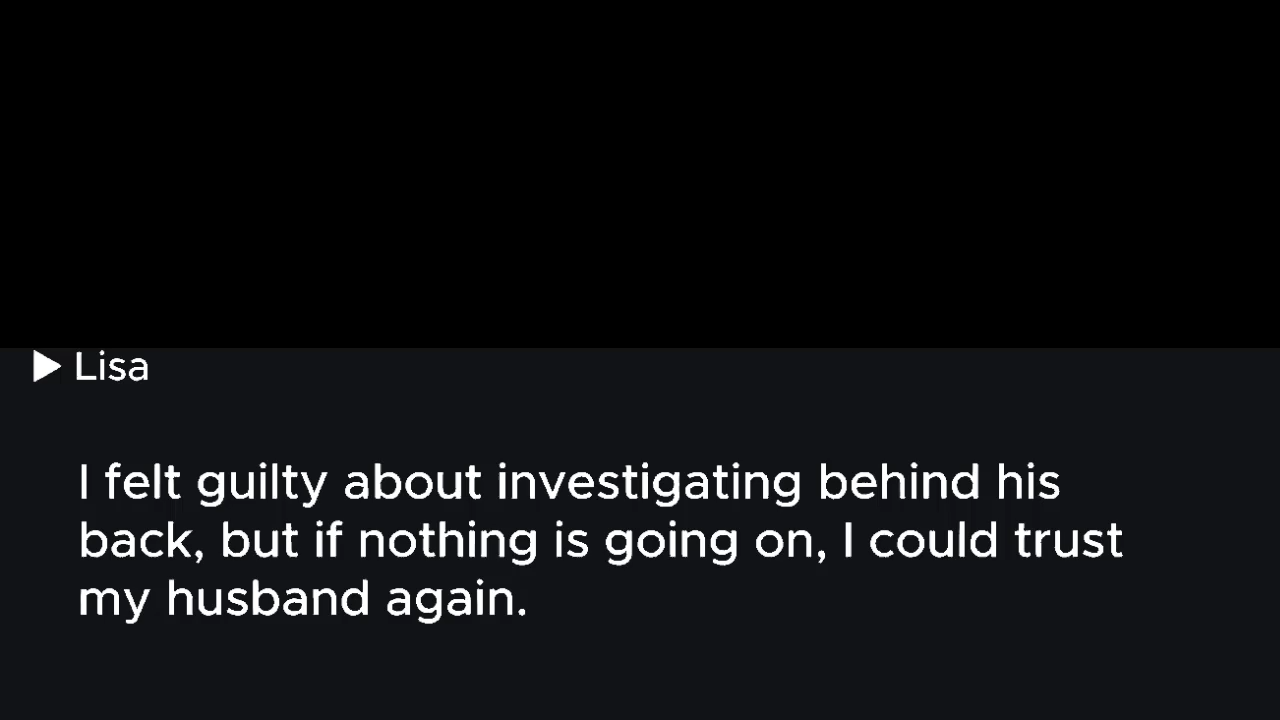 ▶ Lisa
I felt guilty about investigating behind his
back, but if nothing is going on, I could trust
my husband again.